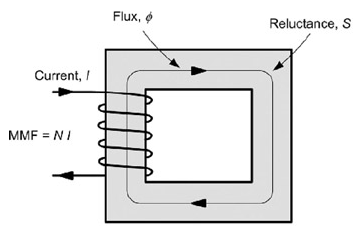 Flux, ϕ
Reluctance, S
Current, I
MMF = N I